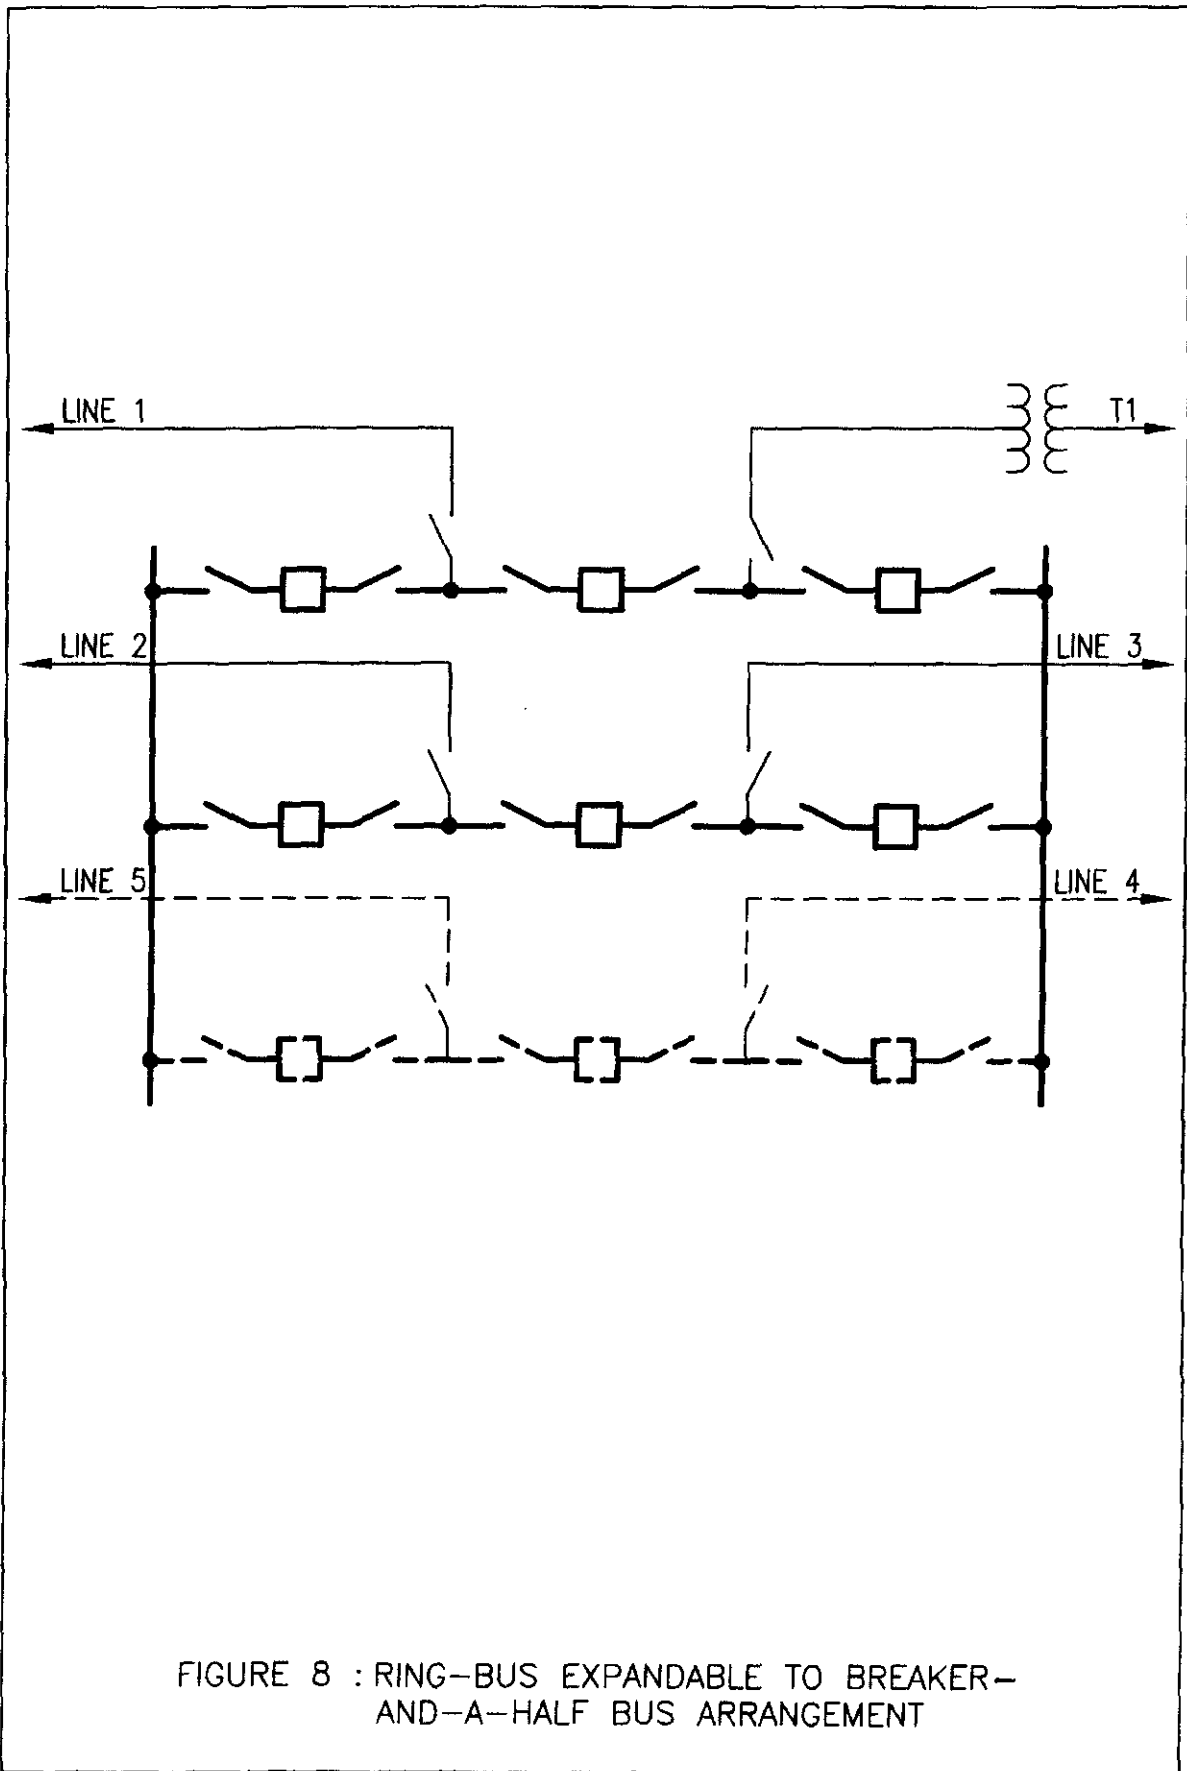 LINE 1
T1
LINE 2
LINE 3
LINE 5
LINE 4
FIGURE 8 : RING-BUS EXPANDABLE TO BREAKER-
AND-A-HALF BUS ARRANGEMENT